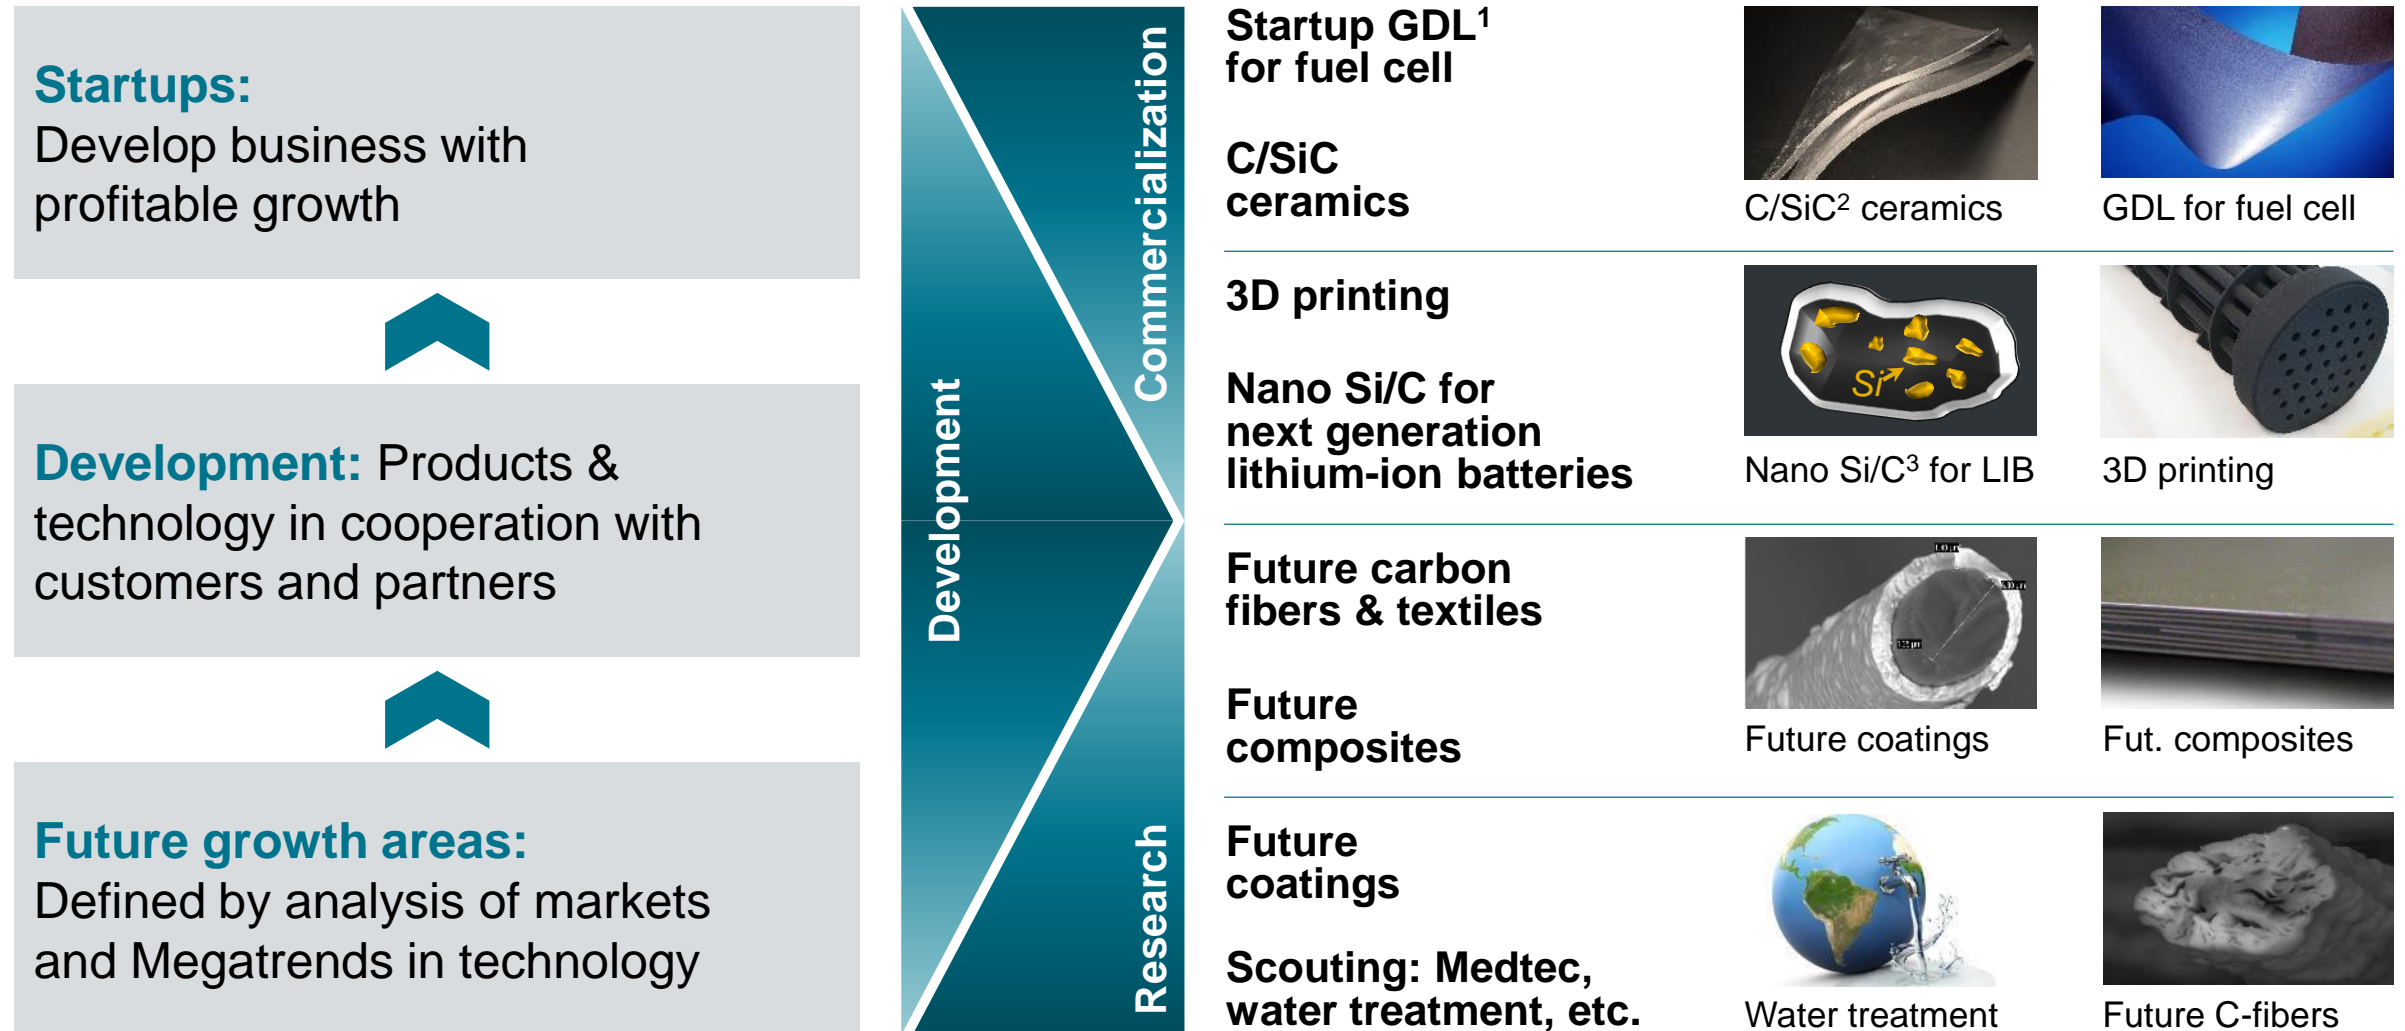 Startups:
Develop business with
profitable growth
Development: Products &
technology in cooperation with
customers and partners
Future growth areas:
Defined by analysis of markets
and Megatrends in technology
Development
Commercialization
Research
Startup GDL¹
for fuel cell
C/SiC
ceramics
C/SiC² ceramics
GDL for fuel cell
3D printing
Nano Si/C for
next generation
lithium-ion batteries
Si
Nano Si/C³ for LIB
3D printing
Future carbon
fibers & textiles
Future
composites
Future coatings
Fut. composites
Future
coatings
Scouting: Medtec,
water treatment, etc.
Water treatment
Future C-fibers